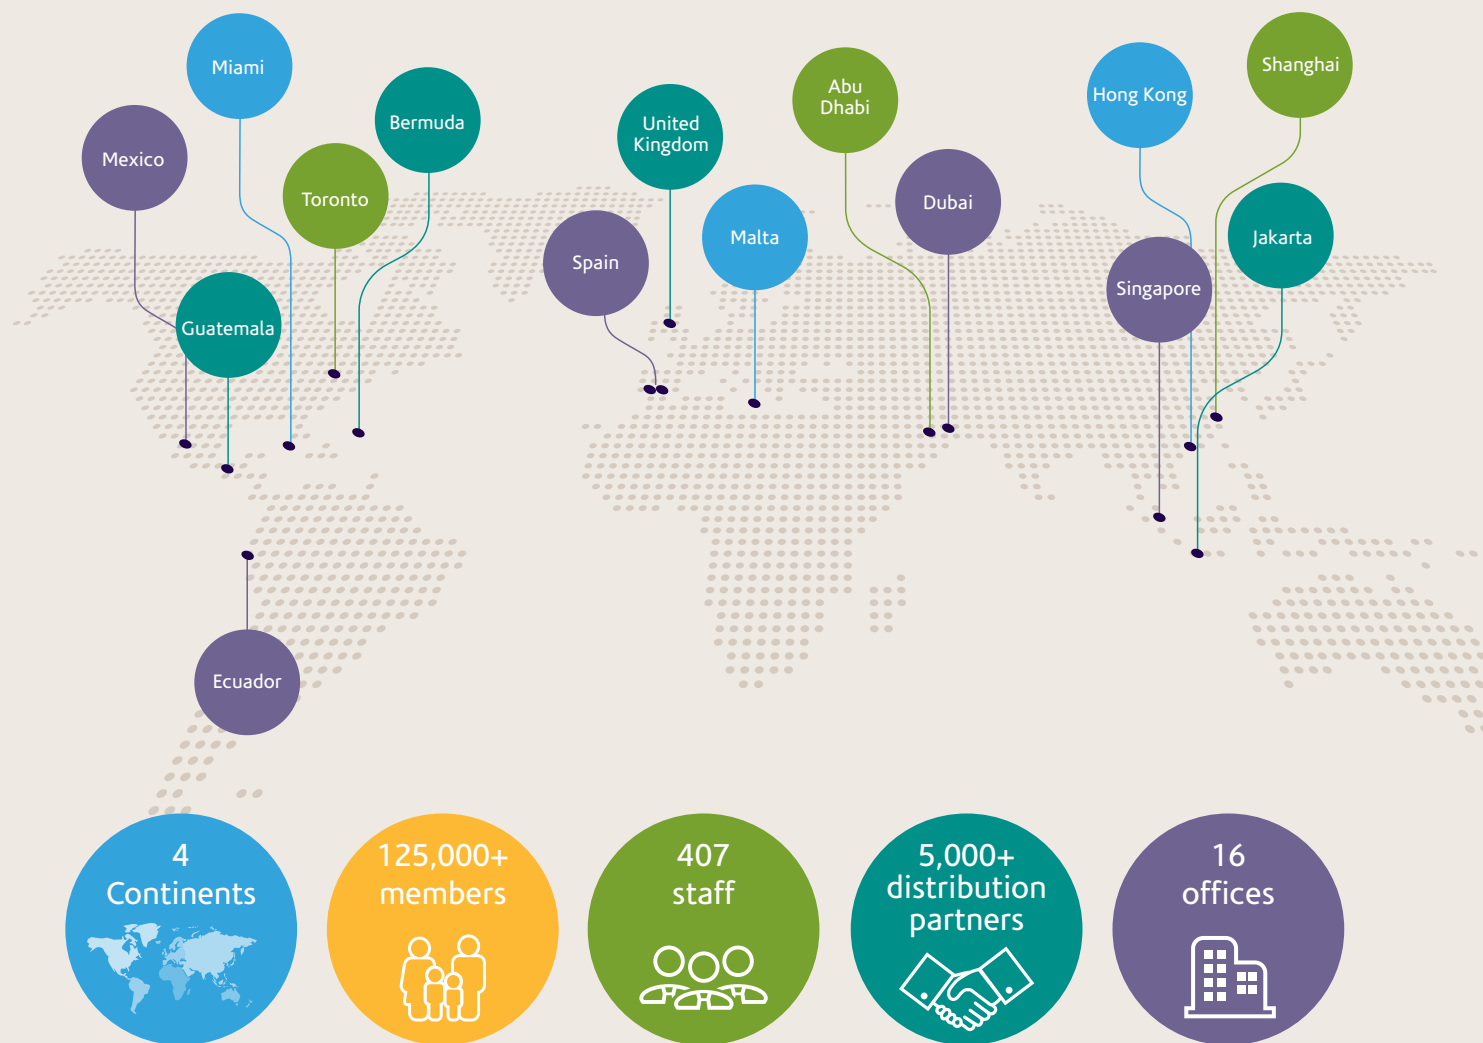 Miami
Shanghai
Hong Kong
Abu
Dhabi
Bermuda
United
Kingdom
Mexico
Toronto
Dubai
Malta
Jakarta
Spain
Singapore
Guatemala
Ecuador
4
Continents
125,000+
members
407
staff
5,000+
distribution
partners
16
offices